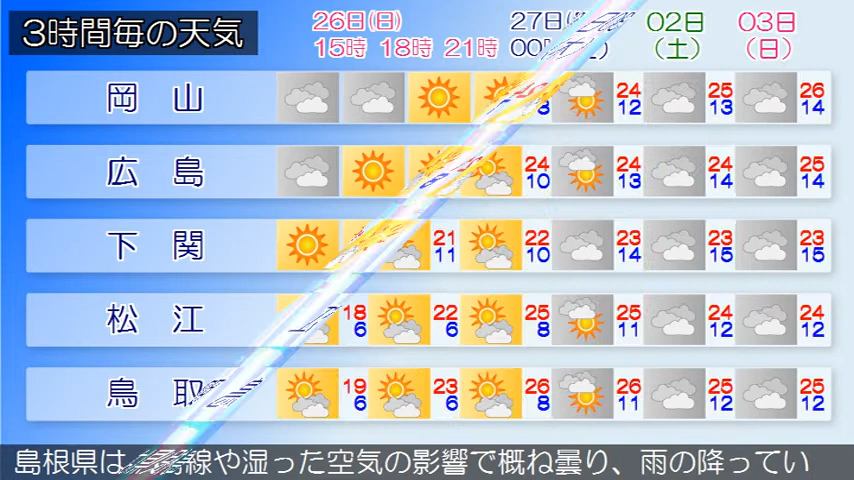 3時間毎の天気
26日(日) 27日 02日 03日
15時 18時 21時 00 (土) (日)
岡山 3 24 12 25 13 26 14
広島 24 10 24 13 24 14 25 14
下関 21 11 22 10 23 14 23 15 23 15
松江 18 6 22 6 25 8 25 11 24 12 24 12
鳥取 19 6 23 6 26 8 26 11 25 12 25 12
島根県は 線や湿った空気の影響で概ね曇り、雨の降ってい